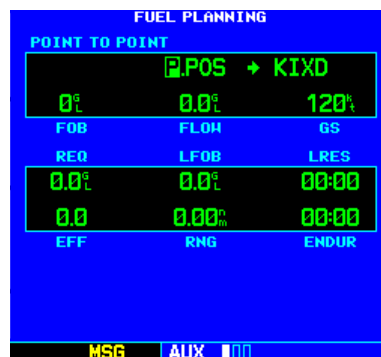 FUEL PLANNING
POINT TO POINT
P.POS → KIXD
0GL 0.0GL 120kt
FOB FLOW GS
REQ LFOB LRES
0.0GL 0.0GL 00:00
0.0 0.00nm 00:00
EFF RNG ENDUR
MSG AUX